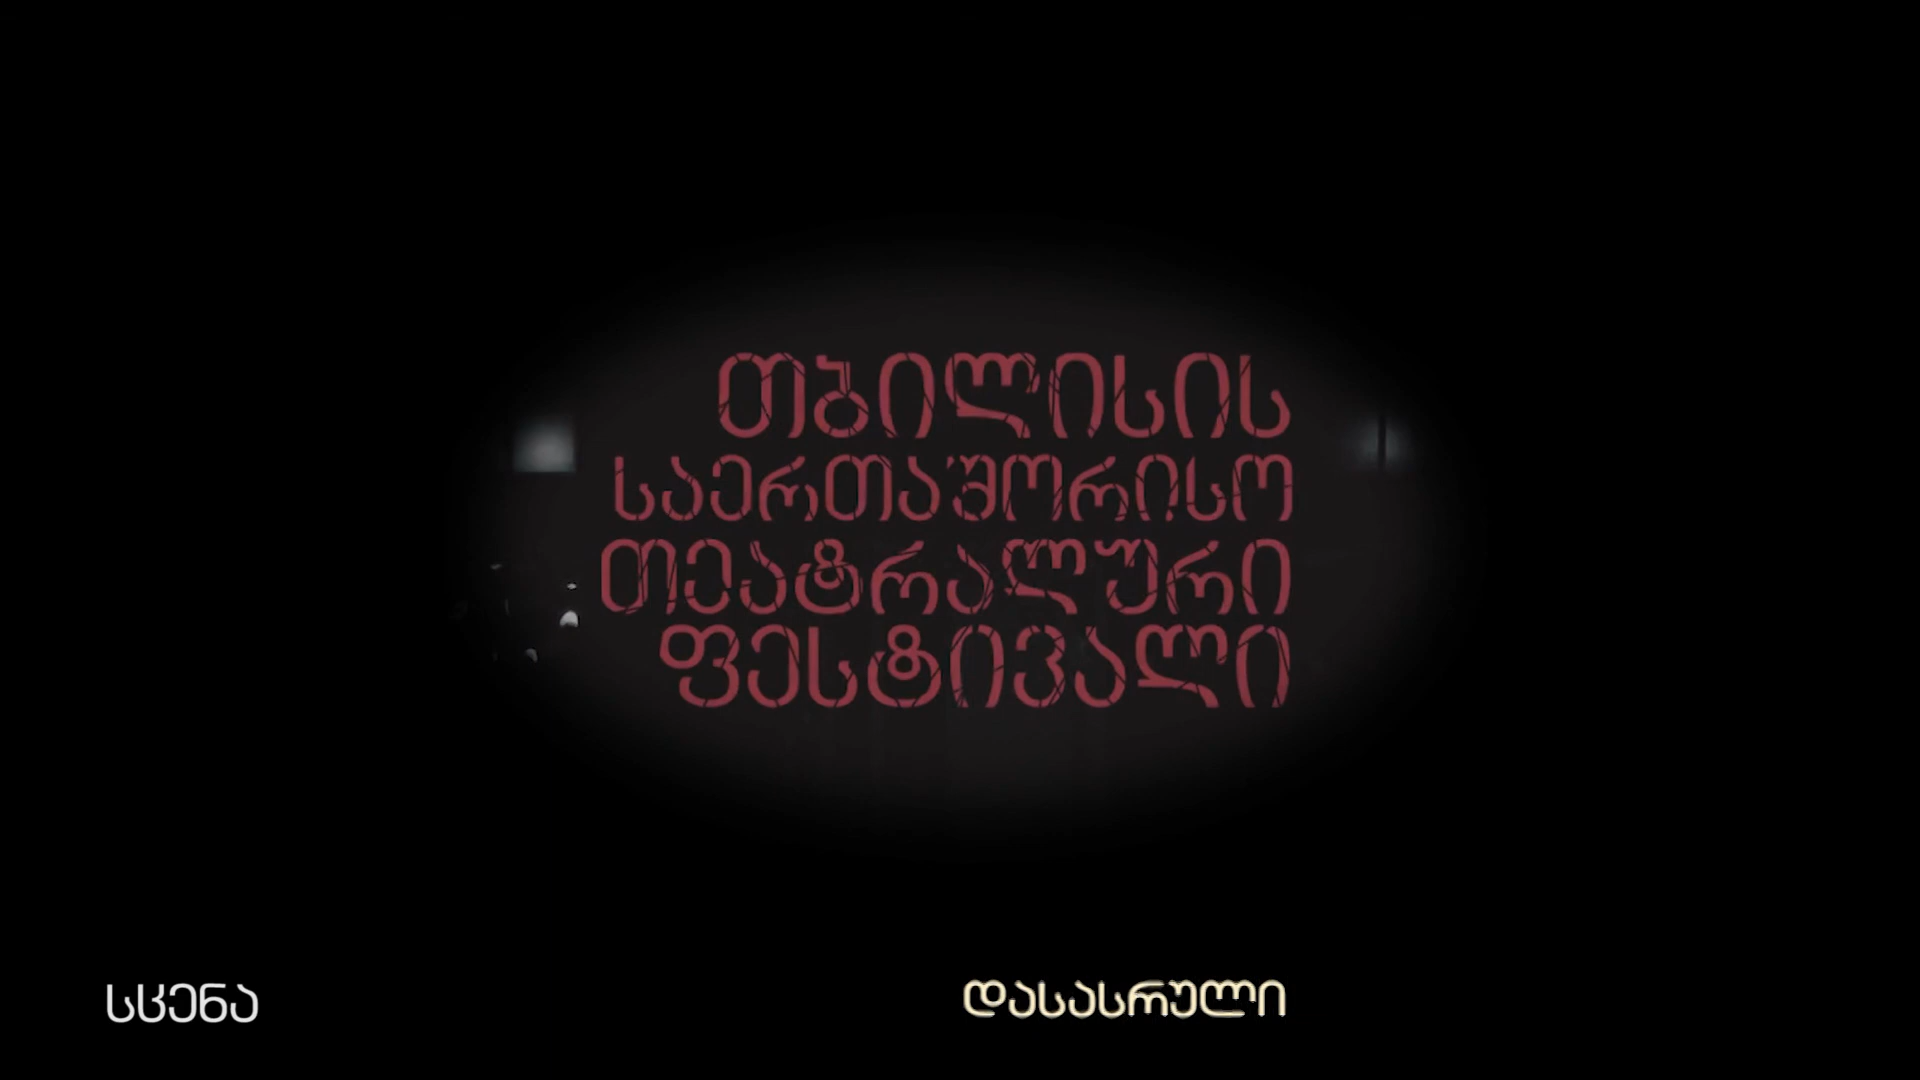 თბილისის
საერთაშორისო
თეატრალური
ფესტივალი
სცენა
დასასრული